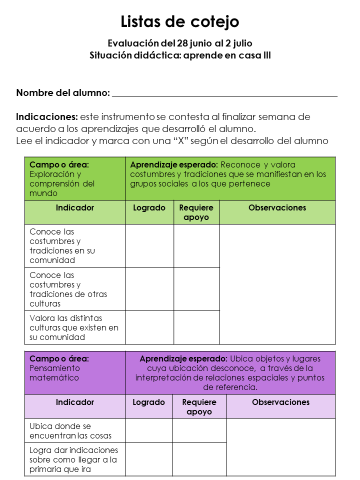 Listas de cotejo
Evaluación del 28 junio al 2 julio
Situación didáctica: aprende en casa III
Nombre del alumno:
Indicaciones: este instrumento se contesta al finalizar semana de
acuerdo a los aprendizajes que desarrolló el alumno.
Lee el indicador y marca con una "X" según el desarrollo del alumno
Campo o área:
Exploración y
comprensión del
mundo
Aprendizaje esperado: Reconoce y valora
costumbres y tradiciones que se manifiestan en los
grupos sociales a los que pertenece
Indicador
Logrado
Requiere
apoyo
Observaciones
Conoce las
costumbres y
tradiciones en su
comunidad
Conoce las
costumbres y
tradiciones de otras
culturas
Valora las distintas
culturas que existen en
su comunidad
Campo o área:
Pensamiento
matemático
Aprendizaje esperado: Ubica objetos y lugares
cuya ubicación desconoce, a través de la
interpretación de relaciones espaciales y puntos
de referencia.
Indicador
Logrado
Requiere
apoyo
Observaciones
Ubica donde se
encuentran las cosas
Logra dar indicaciones
sobre como llegar a la
primaria que ira